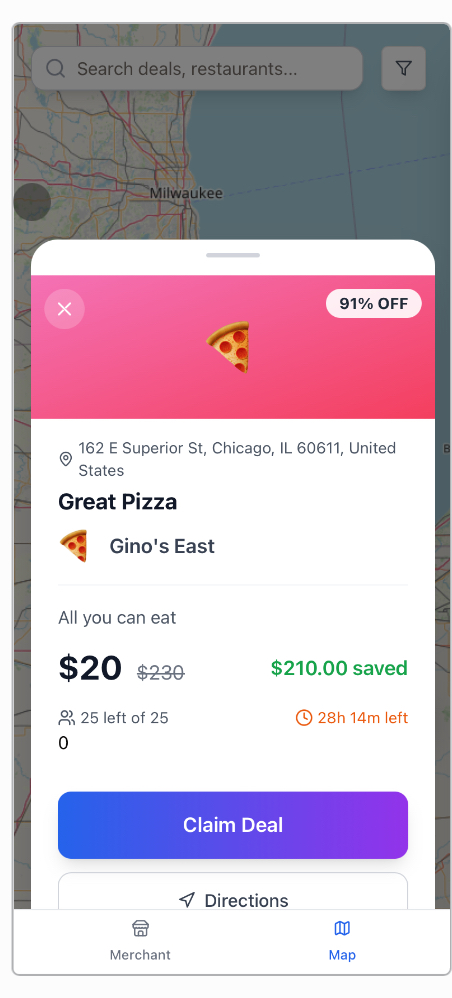 Search deals, restaurants...
Milwaukee
91% OFF
162 E Superior St, Chicago, IL 60611, United
States
Great Pizza
Gino's East
All you can eat
$20 $230 $210.00 saved
25 left of 25 28h 14m left
0
Claim Deal
Directions
Merchant Map